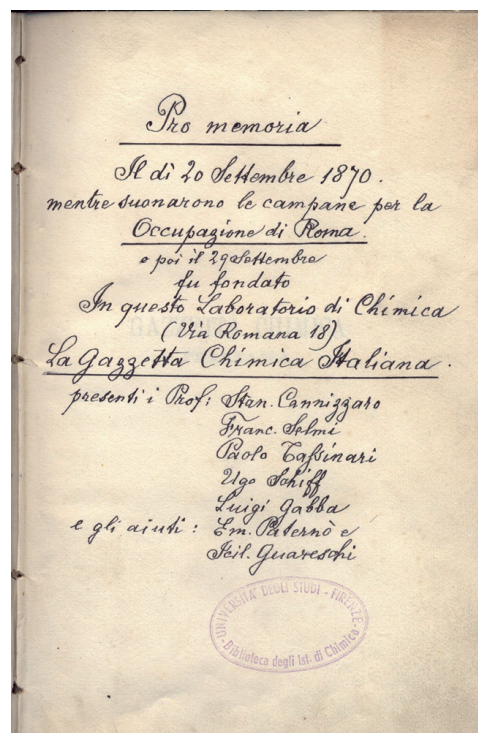 Pro memoria
Il dì 20 Settembre 1870.
mentre suonarono le campane per la
Occupazione di Roma.
e poi il 29 Settembre
fu fondato
In questo Laboratorio di Chimica
(Via Romana 18)
La Gazzetta Chimica Italiana.
presenti i Prof: Stan. Cannizzaro
Franc. Selmi
Paolo Tassinari
Ugo Schiff
Luigi Gabba
e gli aiuti: Em. Paternò e
Icil. Guareschi
UNIVERSITA' DEGLI STUDI - FIRENZE
Biblioteca degli Ist. di Chimica